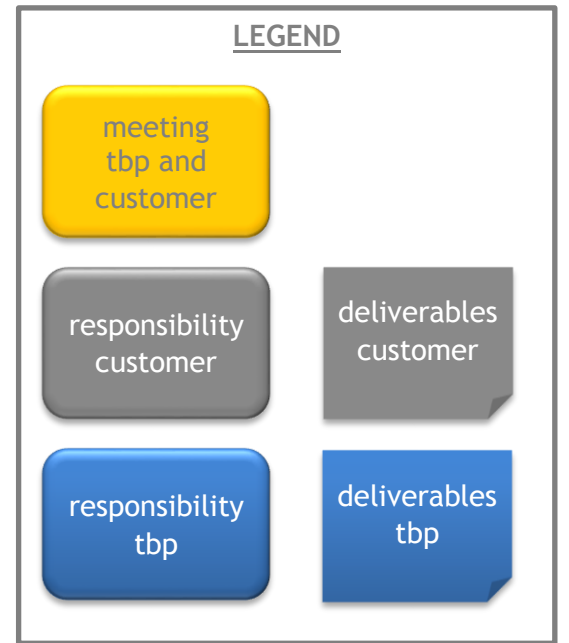 LEGEND
meeting
tbp and
customer
responsibility
customer
deliverables
customer
responsibility
tbp
deliverables
tbp